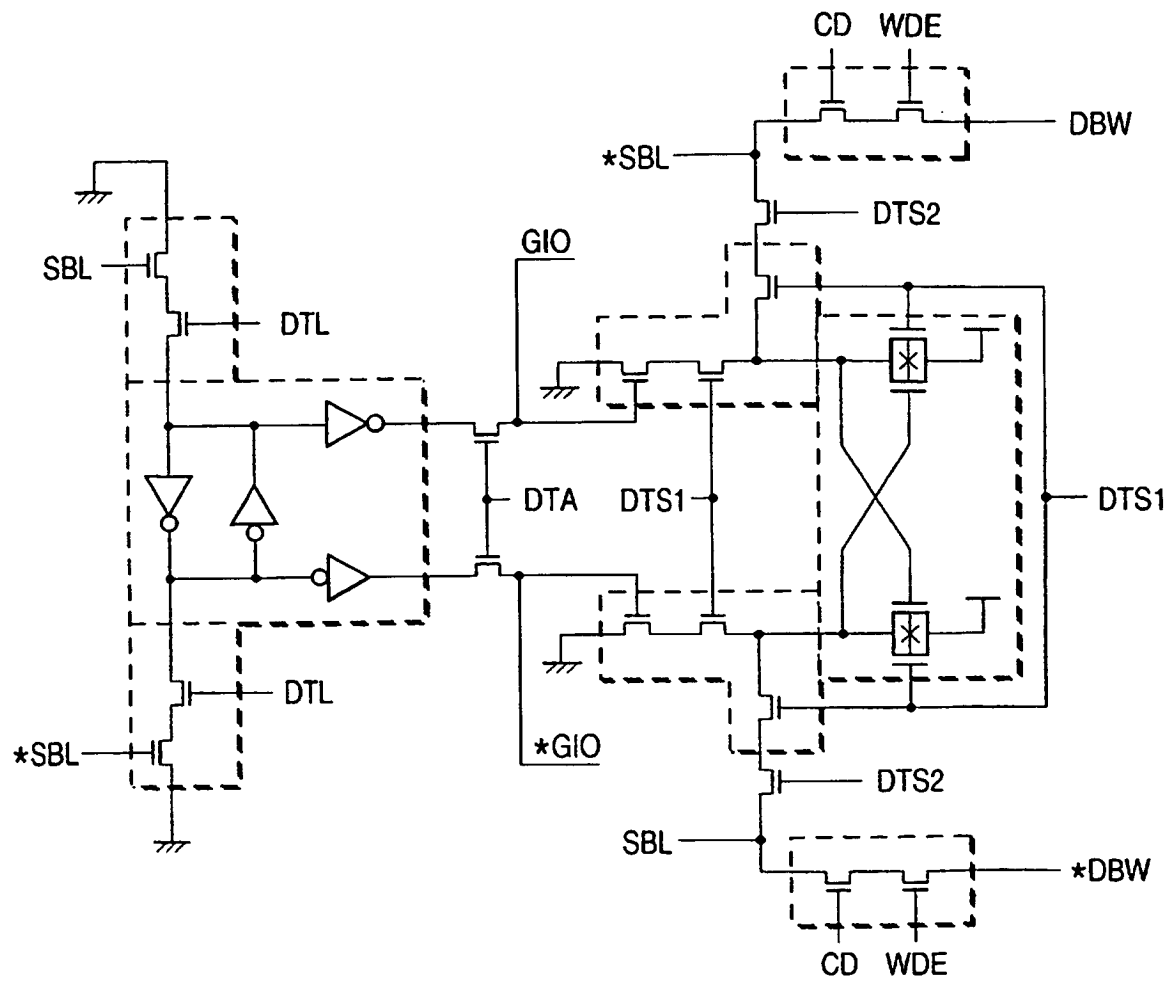 CD WDE
DBW
*SBL
DTS2
GIO
SBL
DTL
DTA
DTS1
DTS1
DTL
*SBL
*GIO
DTS2
SBL
*DBW
CD WDE